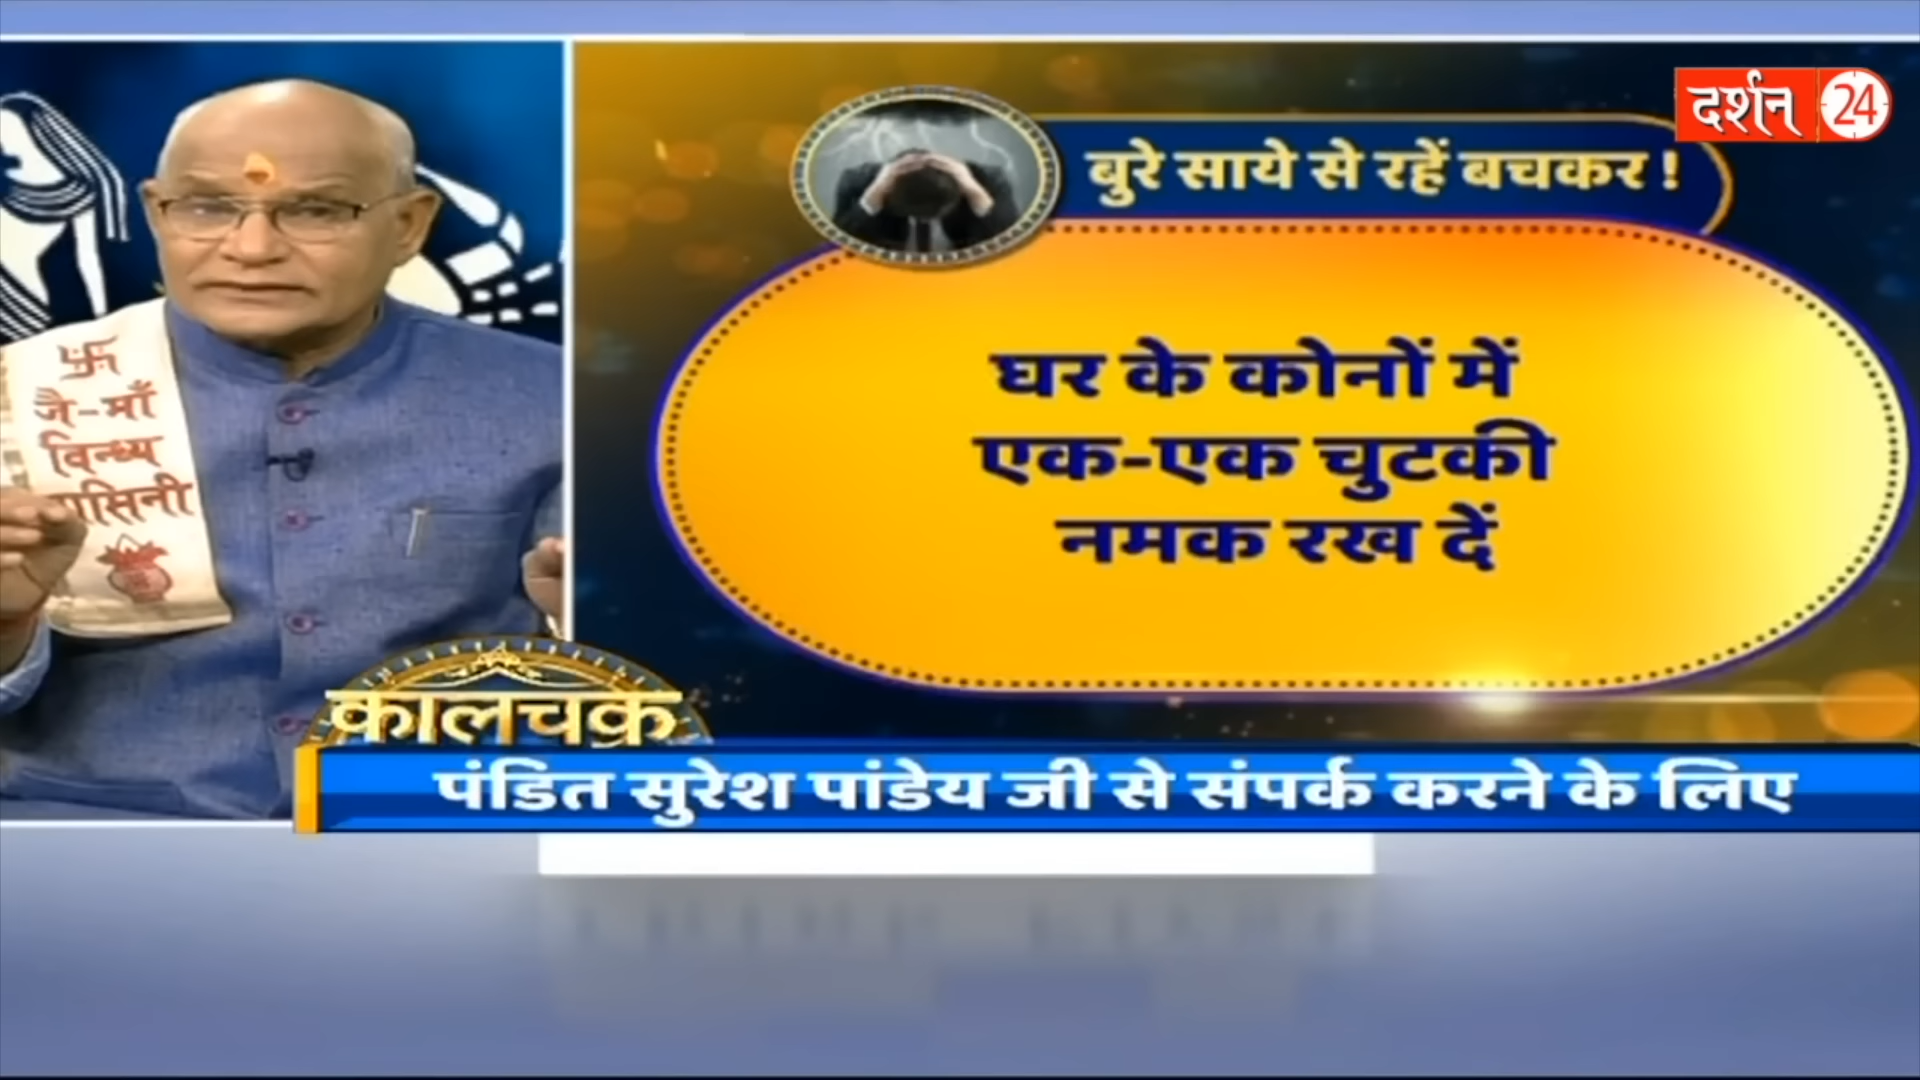 दर्शन 24
बुरे साये से रहें बचकर !
घर के कोनों में
एक-एक चुटकी
नमक रख दें
जै-माँ
विन्ध्य
कालचक्र
पंडित सुरेश पांडेय जी से संपर्क करने के लिए